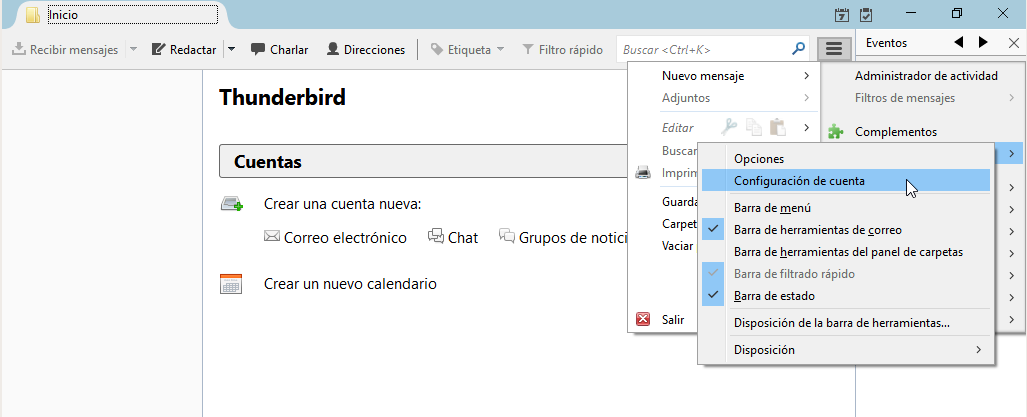 Inicio
7
Recibir mensajes
Redactar
Charlar
Direcciones
Etiqueta
Filtro rápido
Buscar <Ctrl+K>
Eventos
Thunderbird
Cuentas
Crear una cuenta nueva:
Correo electrónico
Chat
Grupos de notici
Crear un nuevo calendario
Nuevo mensaje
Adjuntos
Editar
Buscar
Imprim
Guarda
Carpet
Vaciar
Salir
Administrador de actividad
Filtros de mensajes
Complementos
Opciones
Configuración de cuenta
Barra de menú
Barra de herramientas de correo
Barra de herramientas del panel de carpetas
Barra de filtrado rápido
Barra de estado
Disposición de la barra de herramientas...
Disposición